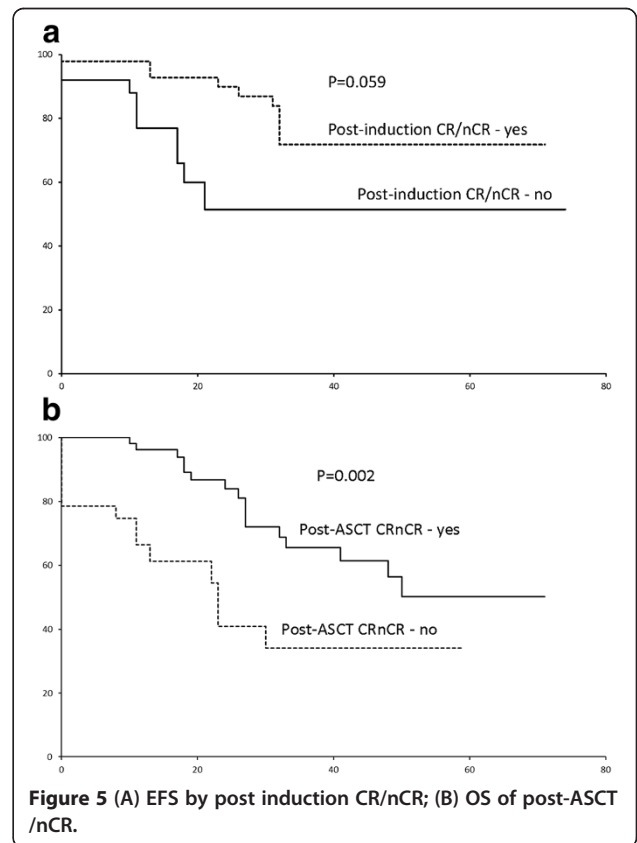 a
100
P=0.059
80
Post-induction CR/nCR - yes
60
Post-induction CR/nCR - no
40
20
0
0 20 40 60 80
b
100
P=0.002
80
Post-ASCT CRnCR - yes
60
Post-ASCT CRnCR - no
40
20
0
0 20 40 60 80
Figure 5 (A) EFS by post induction CR/nCR; (B) OS of post-ASCT
/nCR.